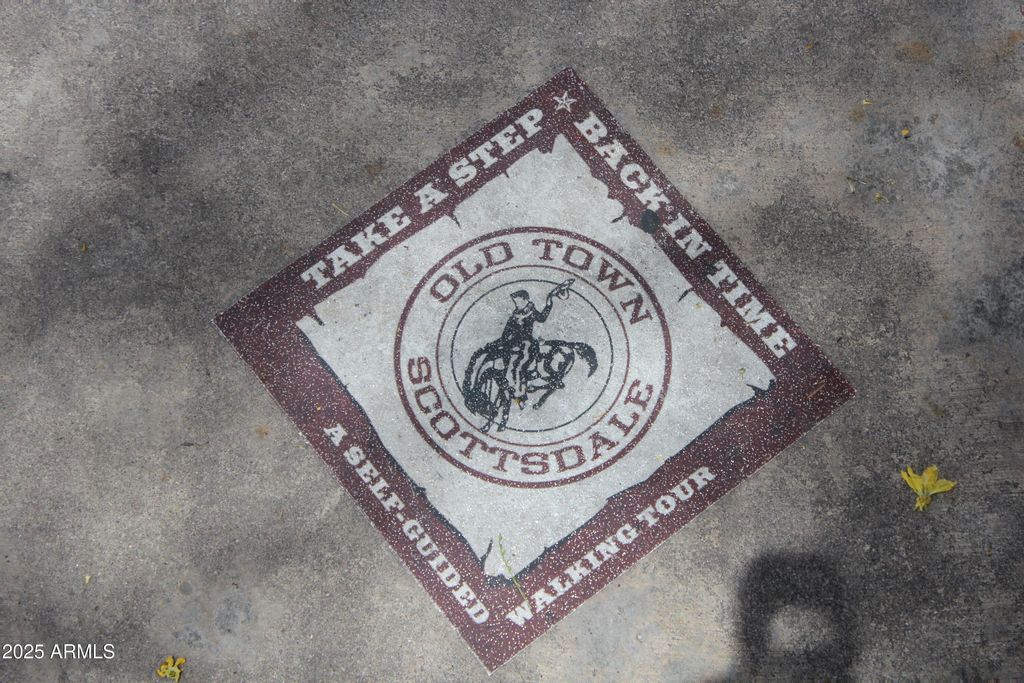 TAKE A STEP
BACK IN TIME
OLD TOWN
SCOTTSDALE
A SELF-GUIDED
WALKING TOUR
2025 ARMLS